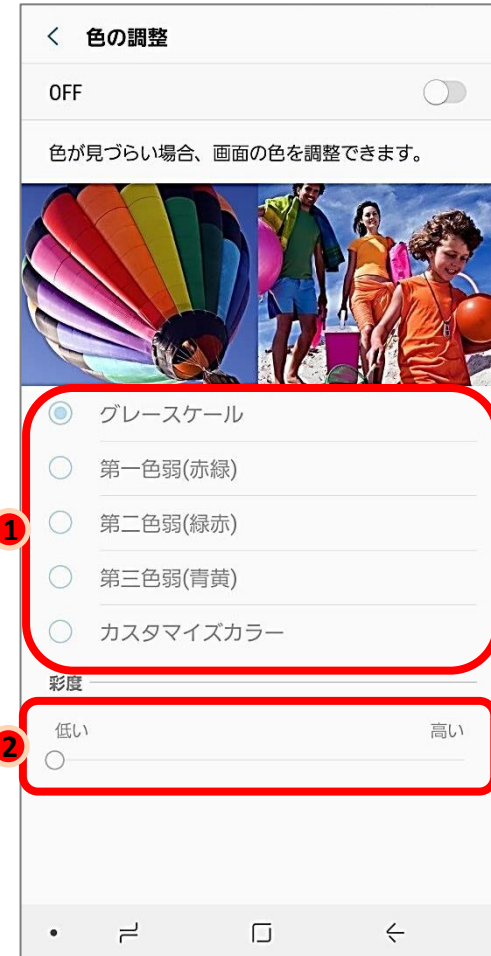 色の調整
OFF
色が見づらい場合、画面の色を調整できます。
グレースケール
第一色弱(赤緑)
1
第二色弱(緑赤)
第三色弱(青黄)
カスタマイズカラー
彩度
2
低い 高い